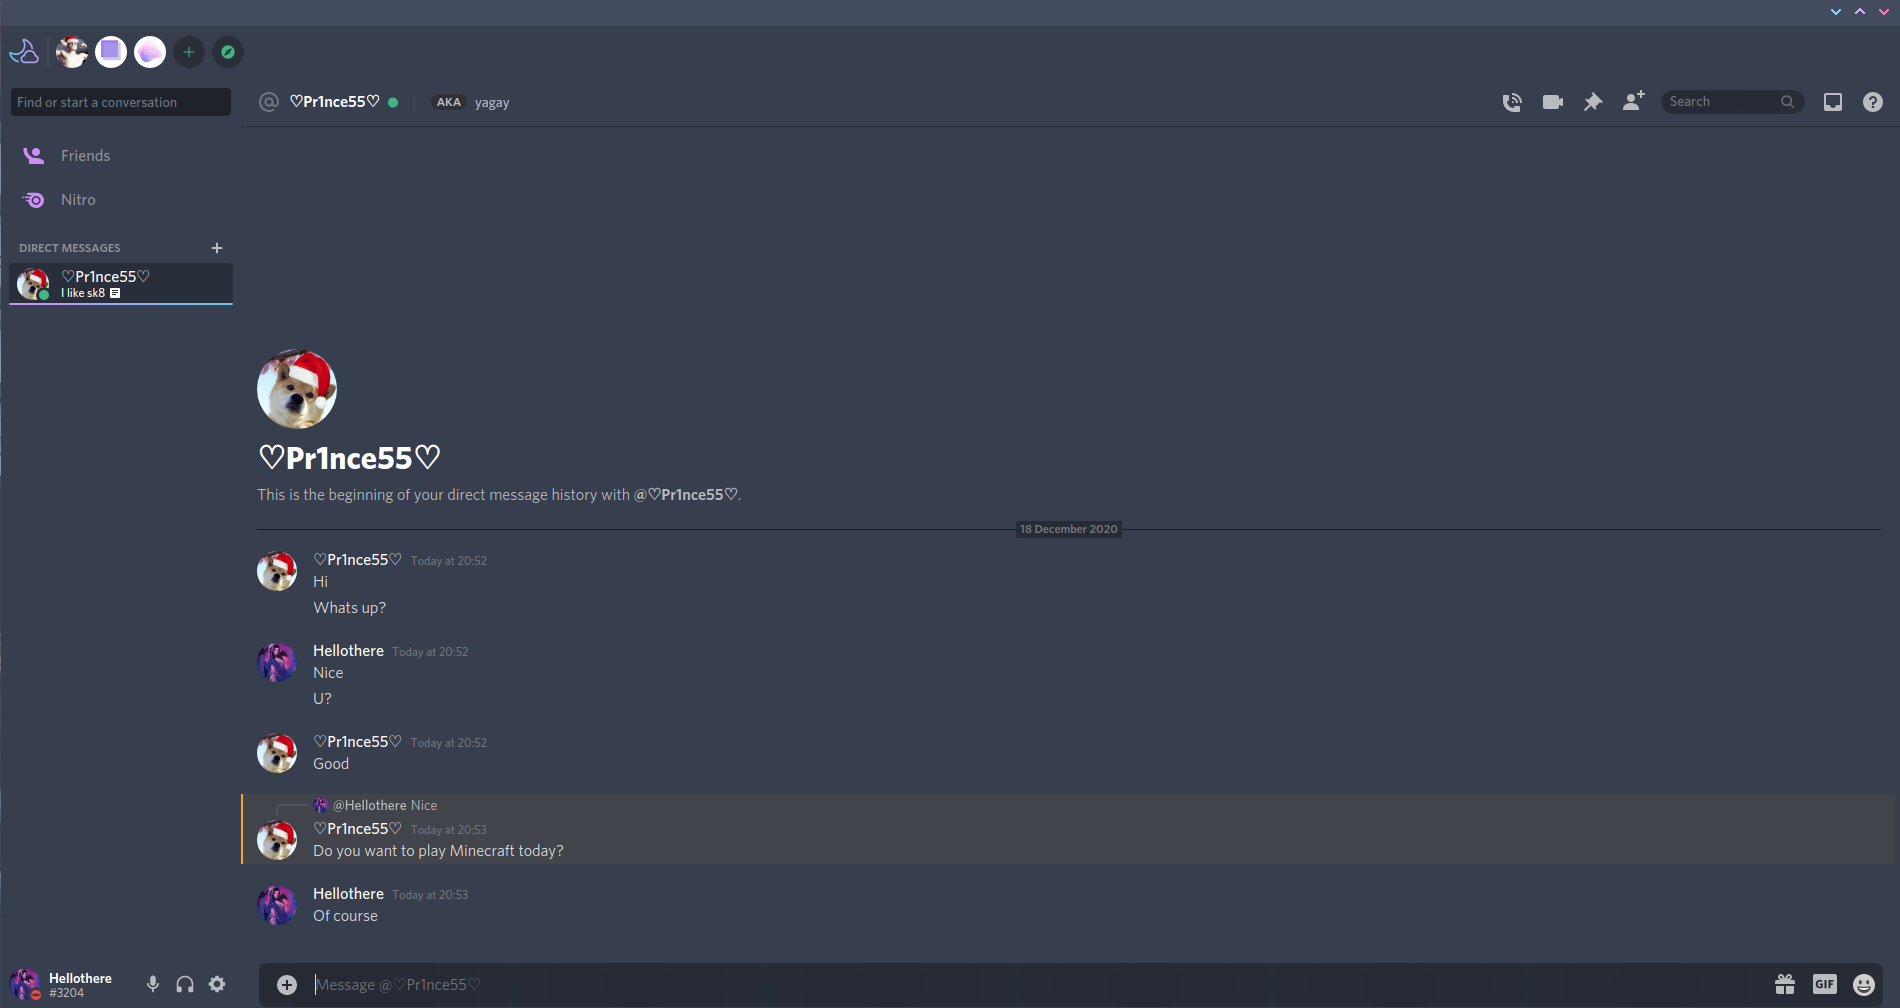 Find or start a conversation
♡Pr1nce55♡
AKA yagay
Search
Friends
Nitro
DIRECT MESSAGES
♡Pr1nce55♡
I like sk8
♡Pr1nce55♡
This is the beginning of your direct message history with @♡Pr1nce55♡.
18 December 2020
♡Pr1nce55♡ Today at 20:52
Hi
Whats up?
Hellothere Today at 20:52
Nice
U?
♡Pr1nce55♡ Today at 20:52
Good
@Hellothere Nice
♡Pr1nce55♡ Today at 20:53
Do you want to play Minecraft today?
Hellothere Today at 20:53
Of course
Hellothere
#3204
Message @♡Pr1nce55♡
GIF